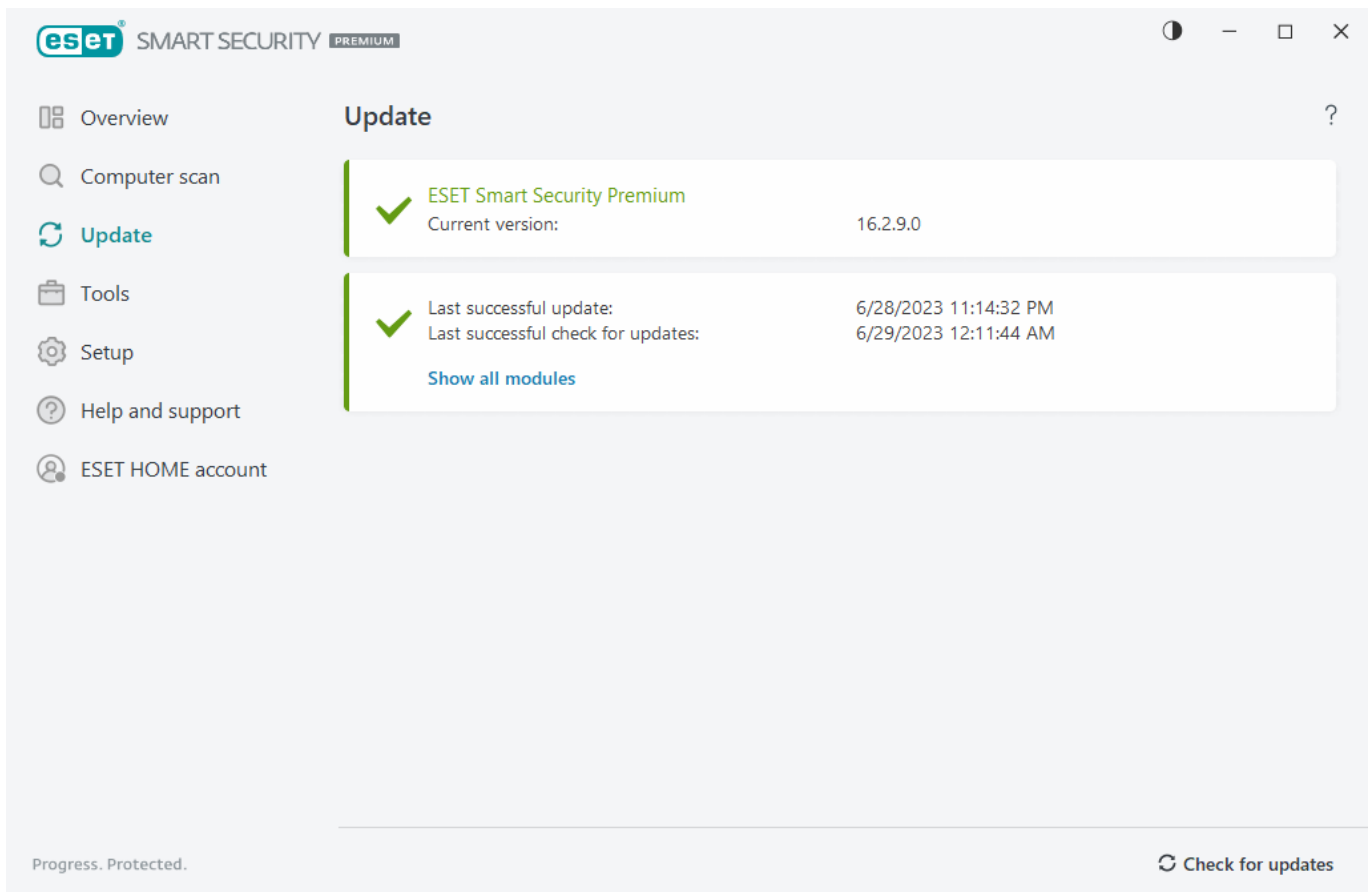 eset® SMART SECURITY PREMIUM
Overview
Computer scan
Update
Tools
Setup
Help and support
ESET HOME account
Update
?
ESET Smart Security Premium
Current version: 16.2.9.0
Last successful update: 6/28/2023 11:14:32 PM
Last successful check for updates: 6/29/2023 12:11:44 AM
Show all modules
Progress. Protected.
Check for updates